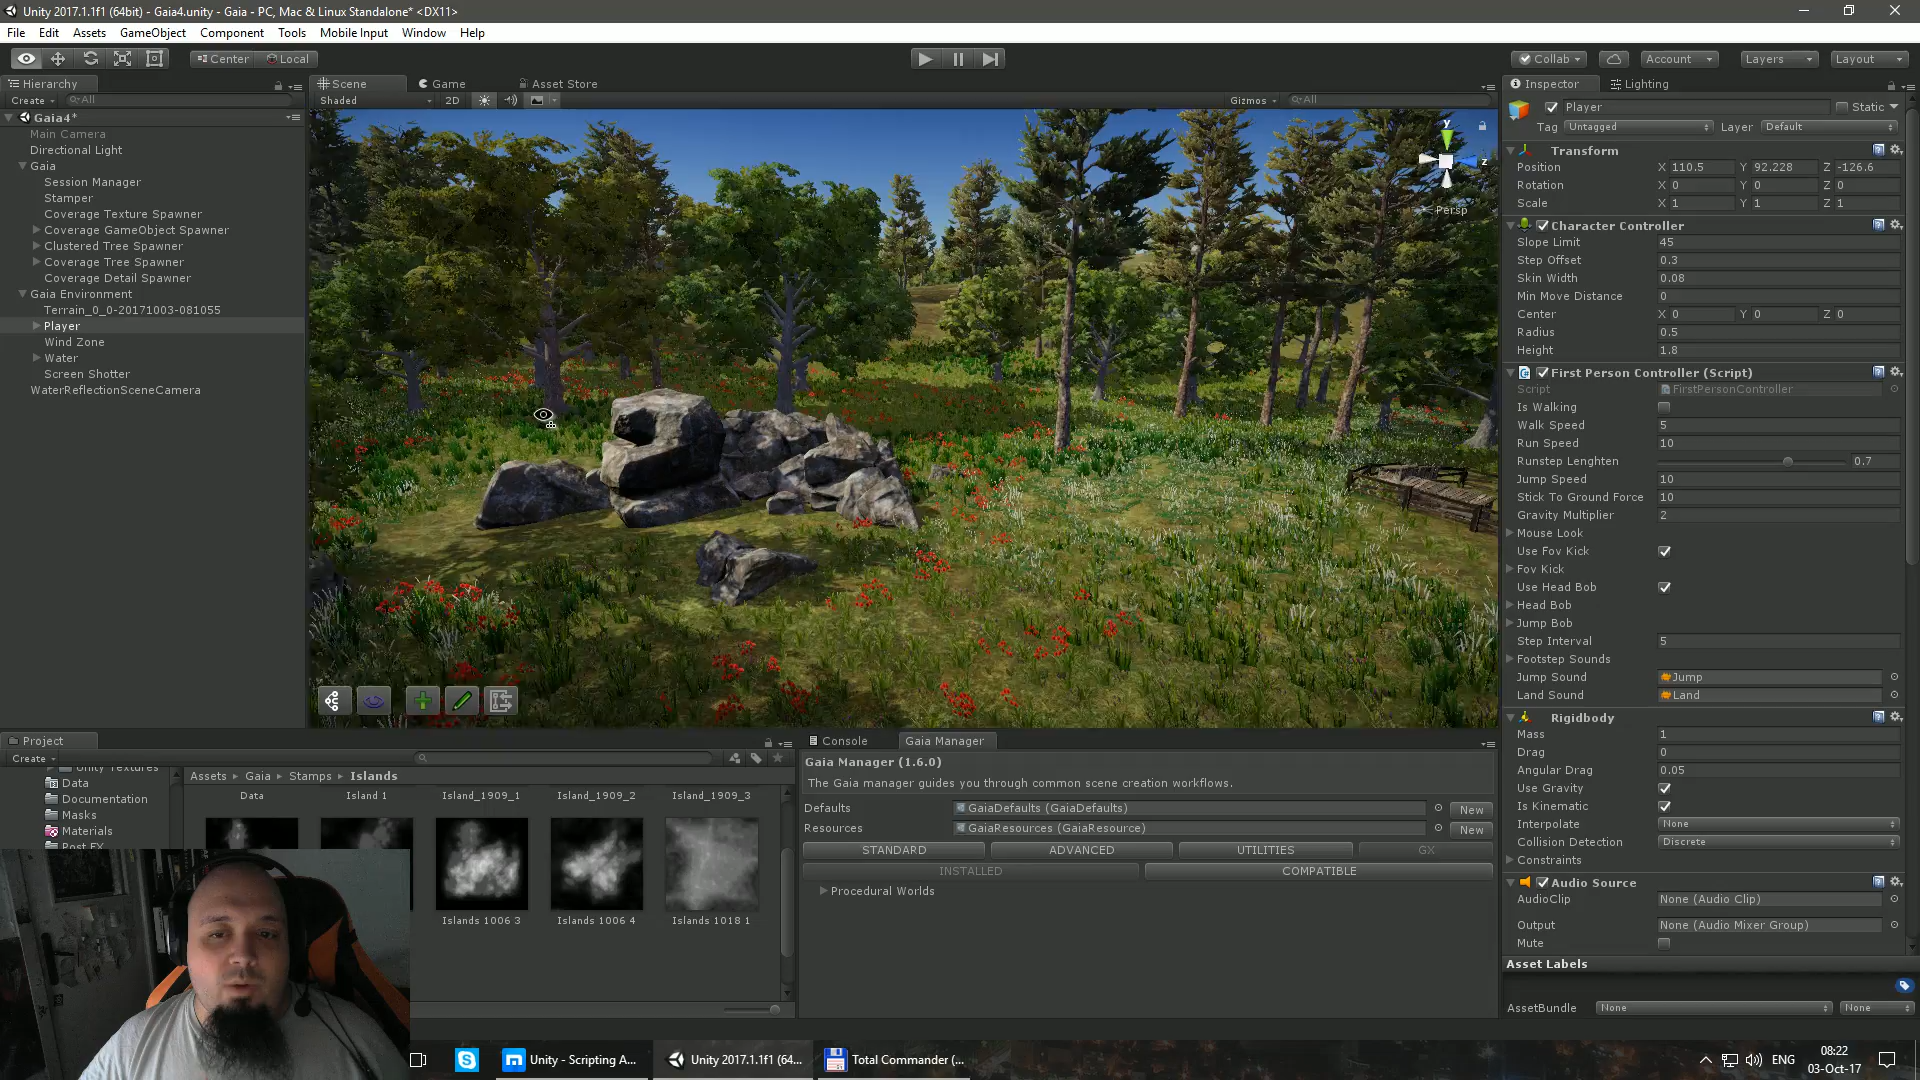 Unity 2017.1.1f1 (64bit) - Gaia4.unity - Gaia - PC, Mac & Linux Standalone* <DX11>
File Edit Assets GameObject Component Tools Mobile Input Window Help
Center Local Collab Account Layers Layout
Hierarchy
Create All
Gaia4*
Main Camera
Directional Light
Gaia
Session Manager
Stamper
Coverage Texture Spawner
Coverage GameObject Spawner
Clustered Tree Spawner
Coverage Tree Spawner
Coverage Detail Spawner
Gaia Environment
Terrain_0_0-20171003-081055
Player
Wind Zone
Water
Screen Shotter
WaterReflectionSceneCamera
Scene Game Asset Store
Shaded 2D Gizmos All
y
z
Persp
Inspector Lighting
Player Static
Tag Untagged Layer Default
Transform
Position X 110.5 Y 92.228 Z -126.6
Rotation X 0 Y 0 Z 0
Scale X 1 Y 1 Z 1
Character Controller
Slope Limit 45
Step Offset 0.3
Skin Width 0.08
Min Move Distance 0
Center X 0 Y 0 Z 0
Radius 0.5
Height 1.8
First Person Controller (Script)
Script FirstPersonController
Is Walking
Walk Speed 5
Run Speed 10
Runstep Lenghten 0.7
Jump Speed 10
Stick To Ground Force 10
Gravity Multiplier 2
Mouse Look
Use Fov Kick
Fov Kick
Use Head Bob
Head Bob
Jump Bob
Step Interval 5
Footstep Sounds
Jump Sound Jump
Land Sound Land
Rigidbody
Mass 1
Drag 0
Angular Drag 0.05
Use Gravity
Is Kinematic
Interpolate None
Collision Detection Discrete
Constraints
Audio Source
AudioClip None (Audio Clip)
Output None (Audio Mixer Group)
Mute
Asset Labels
AssetBundle None None
Project
Create
Unity Textures
Data
Documentation
Masks
Materials
Post FX
Assets > Gaia > Stamps > Islands
Data Island 1 Island_1909_1 Island_1909_2 Island_1909_3
Islands 1006 3 Islands 1006 4 Islands 1018 1
Console Gaia Manager
Gaia Manager (1.6.0)
The Gaia manager guides you through common scene creation workflows.
Defaults GaiaDefaults (GaiaDefaults) New
Resources GaiaResources (GaiaResource) New
STANDARD ADVANCED UTILITIES GX
INSTALLED COMPATIBLE
Procedural Worlds
Unity - Scripting A... Unity 2017.1.1f1 (64... Total Commander (...
ENG
08:22
03-Oct-17